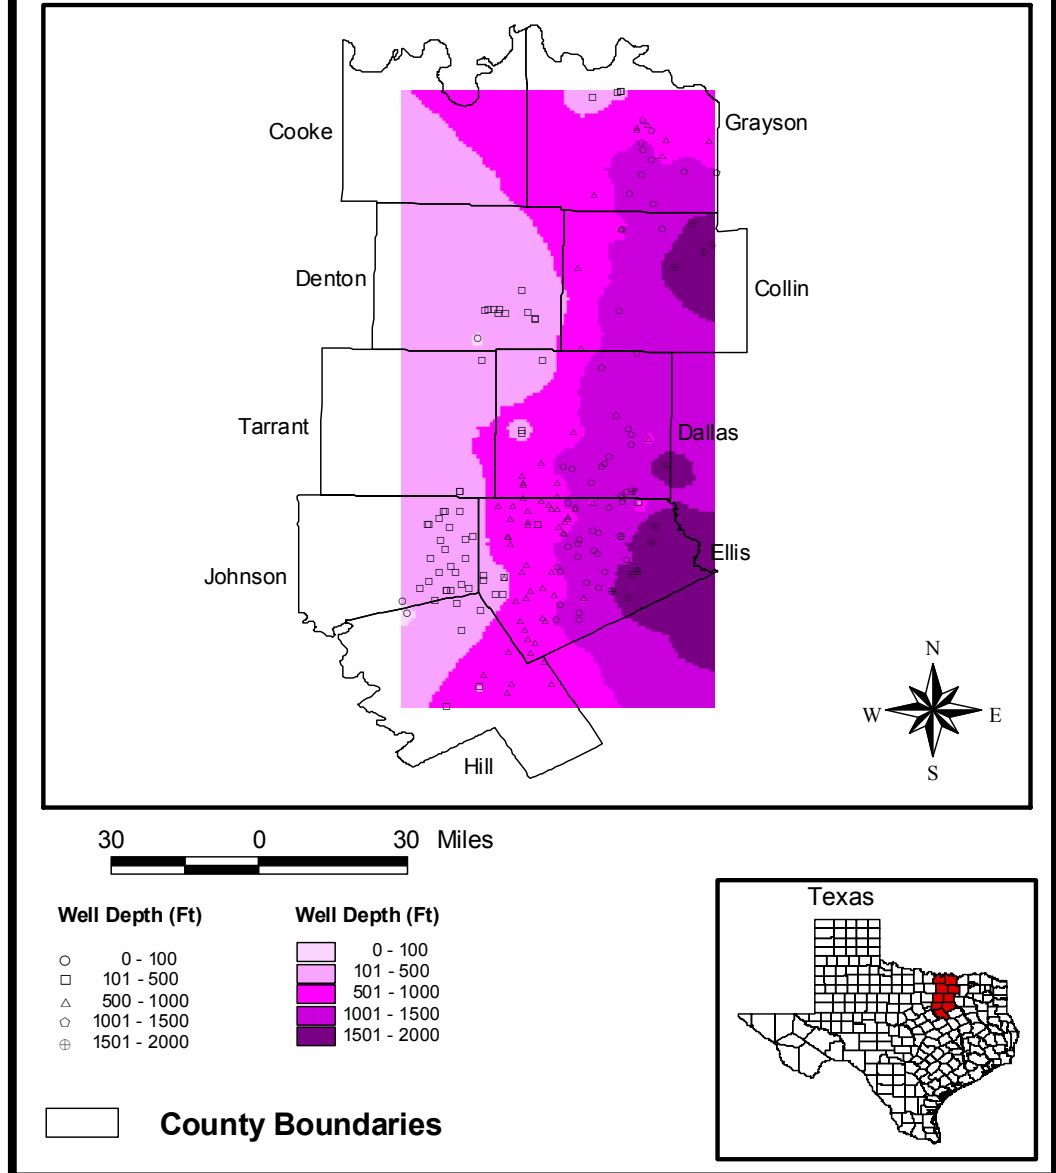 Cooke
Grayson
Denton
Collin
Tarrant
Dallas
Johnson
Ellis
Hill
N
W
E
S
30 0 30 Miles
Well Depth (Ft)
0 - 100
101 - 500
500 - 1000
1001 - 1500
1501 - 2000
Well Depth (Ft)
0 - 100
101 - 500
501 - 1000
1001 - 1500
1501 - 2000
County Boundaries
Texas